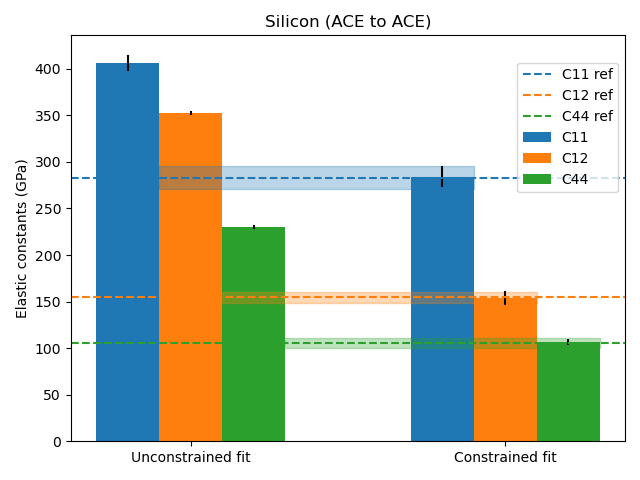 Silicon (ACE to ACE)
Elastic constants (GPa)
400
350
300
250
200
150
100
50
0
C11 ref
C12 ref
C44 ref
C11
C12
C44
Unconstrained fit
Constrained fit